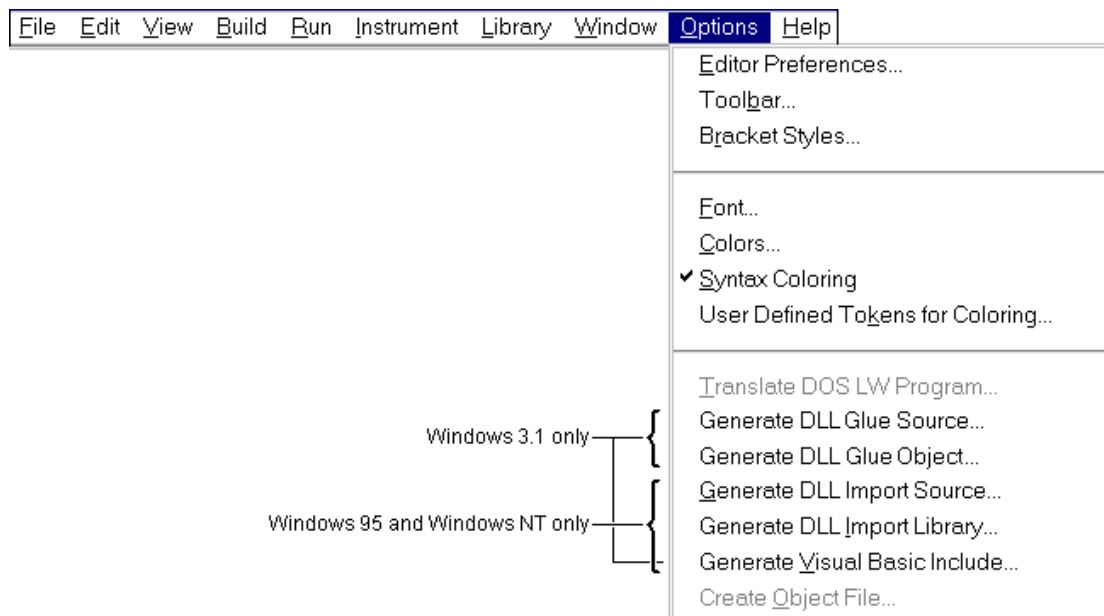 File Edit View Build Run Instrument Library Window Options Help
Editor Preferences...
Toolbar...
Bracket Styles...
Font...
Colors...
✔ Syntax Coloring
User Defined Tokens for Coloring...
Translate DOS LW Program...
Generate DLL Glue Source...
Windows 3.1 only
Generate DLL Glue Object...
Generate DLL Import Source...
Windows 95 and Windows NT only
Generate DLL Import Library...
Generate Visual Basic Include...
Create Object File...